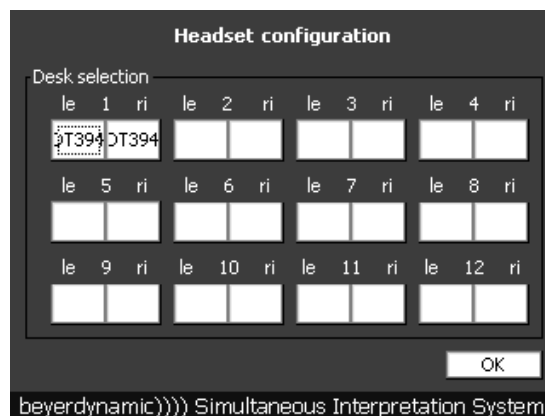 Headset configuration
Desk selection
le 1 ri le 2 ri le 3 ri le 4 ri
DT394 DT394
le 5 ri le 6 ri le 7 ri le 8 ri
le 9 ri le 10 ri le 11 ri le 12 ri
OK
beyerdynamic)))) Simultaneous Interpretation System